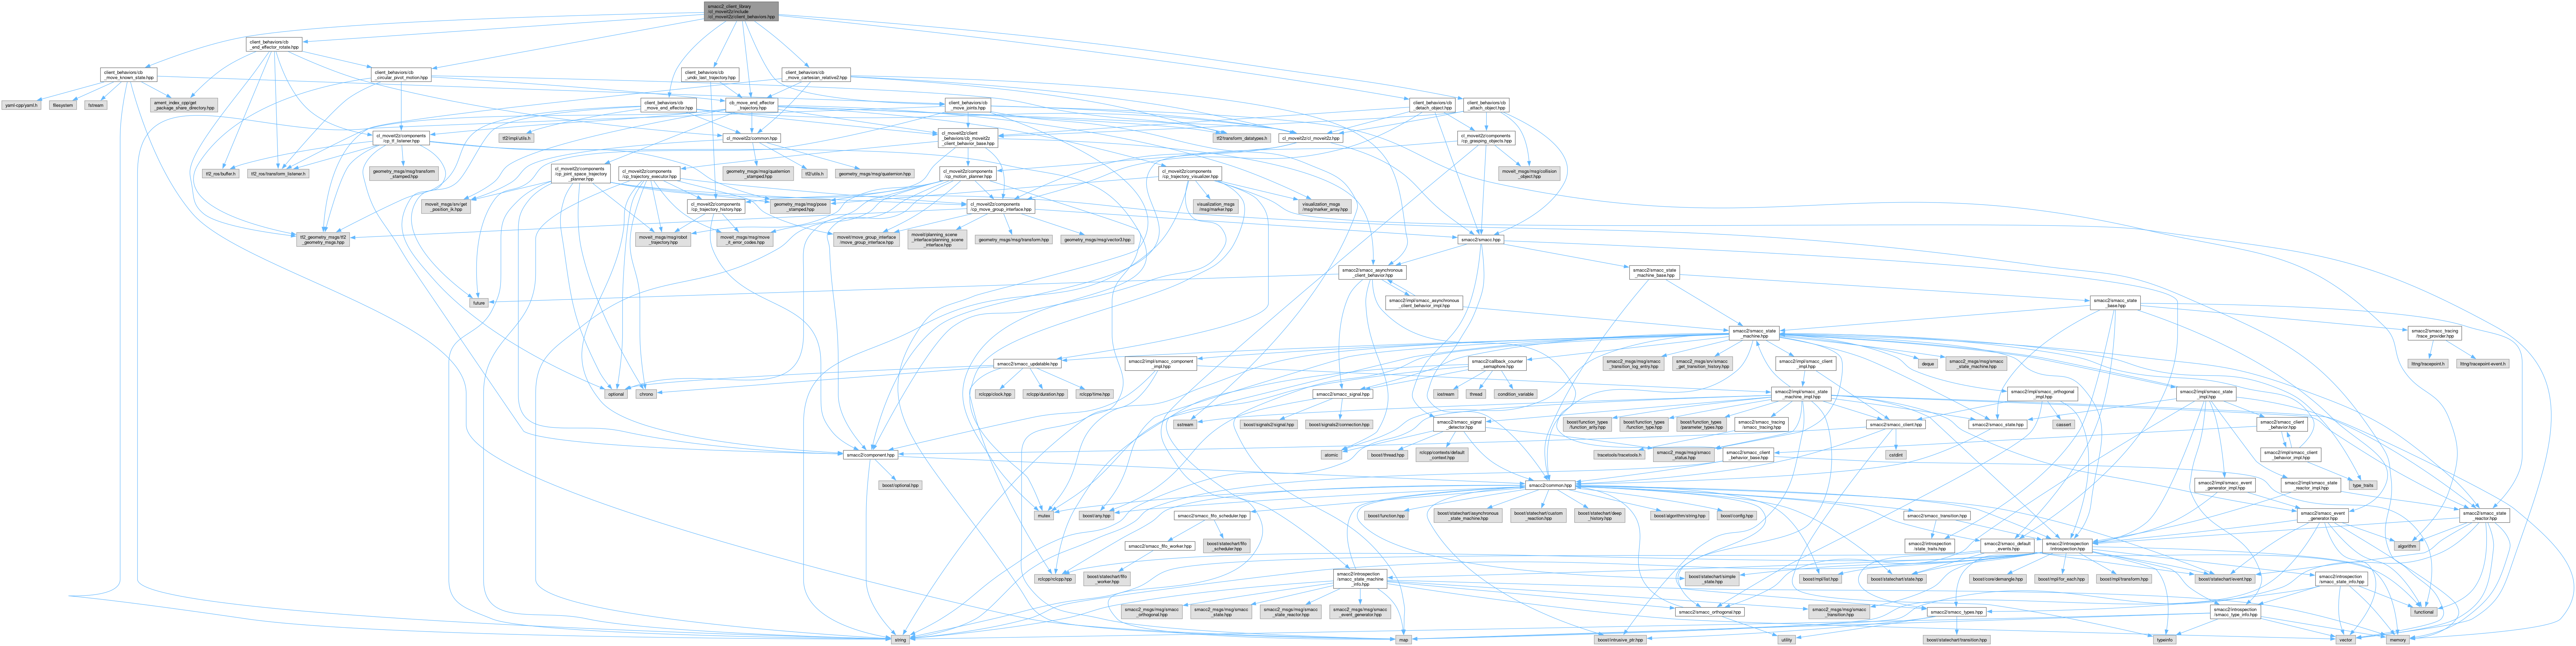 smacc2_client_library
/cl_moveit2z/include
/cl_moveit2z/client_behaviors.hpp
client_behaviors/cb
_end_effector_rotate.hpp
client_behaviors/cb
_move_known_state.hpp
client_behaviors/cb
_circular_pivot_motion.hpp
client_behaviors/cb
_undo_last_trajectory.hpp
client_behaviors/cb
_move_cartesian_relative2.hpp
yaml-cpp/yaml.h
filesystem
fstream
ament_index_cpp/get
_package_share_directory.hpp
client_behaviors/cb
_move_end_effector.hpp
cb_move_end_effector
_trajectory.hpp
client_behaviors/cb
_move_joints.hpp
client_behaviors/cb
_detach_object.hpp
client_behaviors/cb
_attach_object.hpp
cl_moveit2z/components
/cp_tf_listener.hpp
tf2/impl/utils.h
cl_moveit2z/common.hpp
cl_moveit2z/client
_behaviors/cb_moveit2z
_client_behavior_base.hpp
tf2/transform_datatypes.h
cl_moveit2z/cl_moveit2z.hpp
cl_moveit2z/components
/cp_grasping_objects.hpp
tf2_ros/buffer.h
tf2_ros/transform_listener.h
geometry_msgs/msg/transform
_stamped.hpp
cl_moveit2z/components
/cp_joint_space_trajectory
_planner.hpp
cl_moveit2z/components
/cp_trajectory_executor.hpp
geometry_msgs/msg/quaternion
_stamped.hpp
tf2/utils.h
geometry_msgs/msg/quaternion.hpp
cl_moveit2z/components
/cp_motion_planner.hpp
cl_moveit2z/components
/cp_trajectory_visualizer.hpp
moveit_msgs/msg/collision
_object.hpp
moveit_msgs/srv/get
_position_ik.hpp
cl_moveit2z/components
/cp_trajectory_history.hpp
geometry_msgs/msg/pose
_stamped.hpp
cl_moveit2z/components
/cp_move_group_interface.hpp
visualization_msgs
/msg/marker.hpp
visualization_msgs
/msg/marker_array.hpp
tf2_geometry_msgs/tf2
_geometry_msgs.hpp
moveit_msgs/msg/robot
_trajectory.hpp
moveit_msgs/msg/move
_it_error_codes.hpp
moveit/move_group_interface
/move_group_interface.hpp
moveit/planning_scene
_interface/planning_scene
_interface.hpp
geometry_msgs/msg/transform.hpp
geometry_msgs/msg/vector3.hpp
smacc2/smacc.hpp
future
smacc2/smacc_asynchronous
_client_behavior.hpp
smacc2/smacc_state
_machine_base.hpp
smacc2/impl/smacc_asynchronous
_client_behavior_impl.hpp
smacc2/smacc_state
_base.hpp
smacc2/smacc_state
_machine.hpp
smacc2/smacc_tracing
/trace_provider.hpp
smacc2/smacc_updatable.hpp
smacc2/impl/smacc_component
_impl.hpp
smacc2/callback_counter
_semaphore.hpp
smacc2_msgs/msg/smacc
_transition_log_entry.hpp
smacc2_msgs/srv/smacc
_get_transition_history.hpp
smacc2/impl/smacc_client
_impl.hpp
deque
smacc2_msgs/msg/smacc
_state_machine.hpp
lttng/tracepoint.h
lttng/tracepoint-event.h
optional
chrono
rclcpp/clock.hpp
rclcpp/duration.hpp
rclcpp/time.hpp
smacc2/smacc_signal.hpp
iostream
thread
condition_variable
smacc2/impl/smacc_state
_machine_impl.hpp
smacc2/impl/smacc_orthogonal
_impl.hpp
smacc2/impl/smacc_state
_impl.hpp
sstream
boost/signals2/signal.hpp
boost/signals2/connection.hpp
smacc2/smacc_signal
_detector.hpp
boost/function_types
/function_arity.hpp
boost/function_types
/function_type.hpp
boost/function_types
/parameter_types.hpp
smacc2/smacc_tracing
/smacc_tracing.hpp
smacc2/smacc_client.hpp
smacc2/smacc_state.hpp
cassert
smacc2/smacc_client
_behavior.hpp
smacc2/component.hpp
atomic
boost/thread.hpp
rclcpp/contexts/default
_context.hpp
tracetools/tracetools.h
smacc2_msgs/msg/smacc
_status.hpp
smacc2/smacc_client
_behavior_base.hpp
cstdint
smacc2/impl/smacc_client
_behavior_impl.hpp
boost/optional.hpp
smacc2/common.hpp
smacc2/impl/smacc_event
_generator_impl.hpp
smacc2/impl/smacc_state
_reactor_impl.hpp
type_traits
mutex
boost/any.hpp
smacc2/smacc_fifo_scheduler.hpp
boost/function.hpp
boost/statechart/asynchronous
_state_machine.hpp
boost/statechart/custom
_reaction.hpp
boost/statechart/deep
_history.hpp
boost/algorithm/string.hpp
boost/config.hpp
smacc2/smacc_transition.hpp
smacc2/smacc_event
_generator.hpp
smacc2/smacc_state
_reactor.hpp
smacc2/smacc_fifo_worker.hpp
boost/statechart/fifo
_scheduler.hpp
smacc2/introspection
/state_traits.hpp
smacc2/smacc_default
_events.hpp
smacc2/introspection
/introspection.hpp
algorithm
rclcpp/rclcpp.hpp
boost/statechart/fifo
_worker.hpp
smacc2/introspection
/smacc_state_machine
_info.hpp
boost/statechart/simple
_state.hpp
boost/mpl/list.hpp
boost/statechart/state.hpp
boost/core/demangle.hpp
boost/mpl/for_each.hpp
boost/mpl/transform.hpp
boost/statechart/event.hpp
smacc2/introspection
/smacc_state_info.hpp
smacc2_msgs/msg/smacc
_orthogonal.hpp
smacc2_msgs/msg/smacc
_state.hpp
smacc2_msgs/msg/smacc
_state_reactor.hpp
smacc2_msgs/msg/smacc
_event_generator.hpp
smacc2/smacc_orthogonal.hpp
smacc2_msgs/msg/smacc
_transition.hpp
smacc2/smacc_types.hpp
smacc2/introspection
/smacc_type_info.hpp
functional
string
map
boost/intrusive_ptr.hpp
utility
boost/statechart/transition.hpp
typeinfo
vector
memory